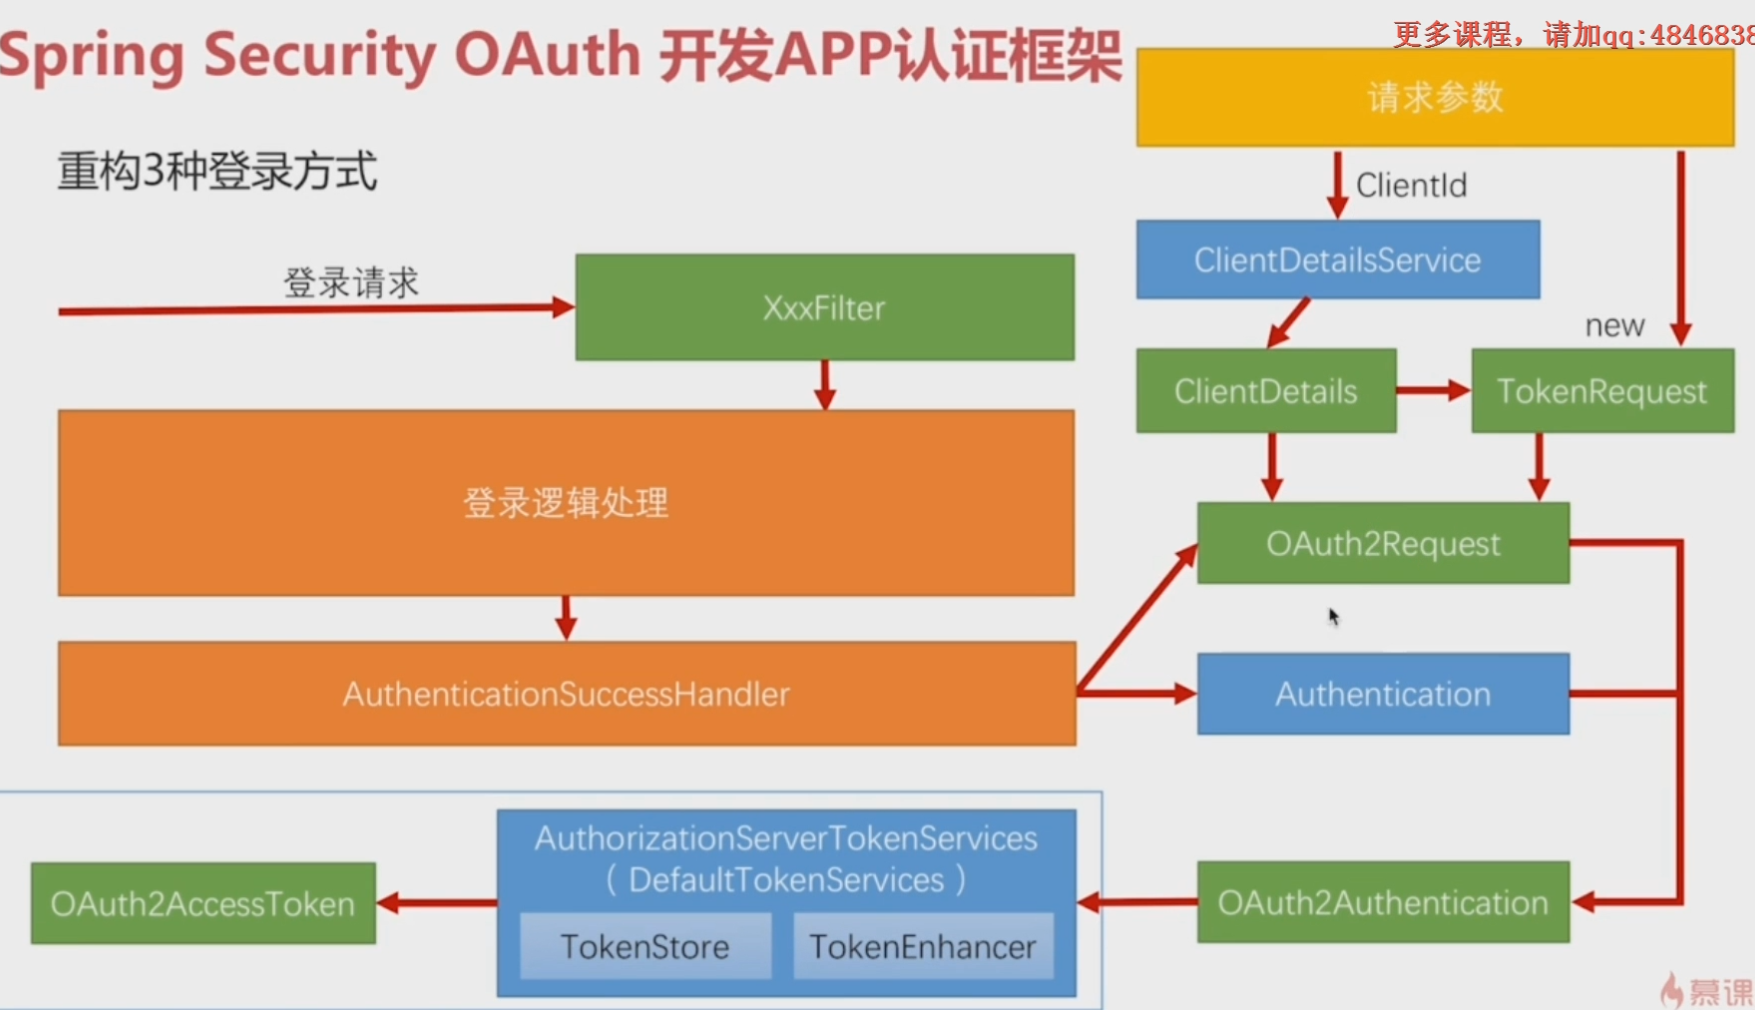 更多课程，请加qq:4846838
Spring Security OAuth 开发APP认证框架
请求参数
重构3种登录方式
ClientId
ClientDetailsService
登录请求
XxxFilter
new
ClientDetails
TokenRequest
登录逻辑处理
OAuth2Request
AuthenticationSuccessHandler
Authentication
AuthorizationServerTokenServices
（ DefaultTokenServices ）
OAuth2AccessToken
OAuth2Authentication
TokenStore
TokenEnhancer
慕课